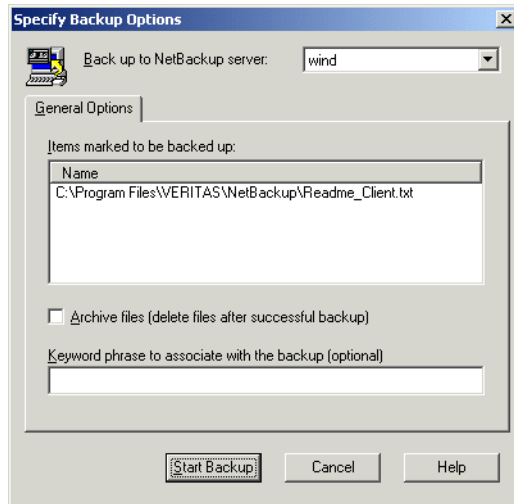 Specify Backup Options
Back up to NetBackup server: wind
General Options
Items marked to be backed up:
Name
C:\Program Files\VERITAS\NetBackup\Readme_Client.txt
Archive files (delete files after successful backup)
Keyword phrase to associate with the backup (optional)
Start Backup Cancel Help